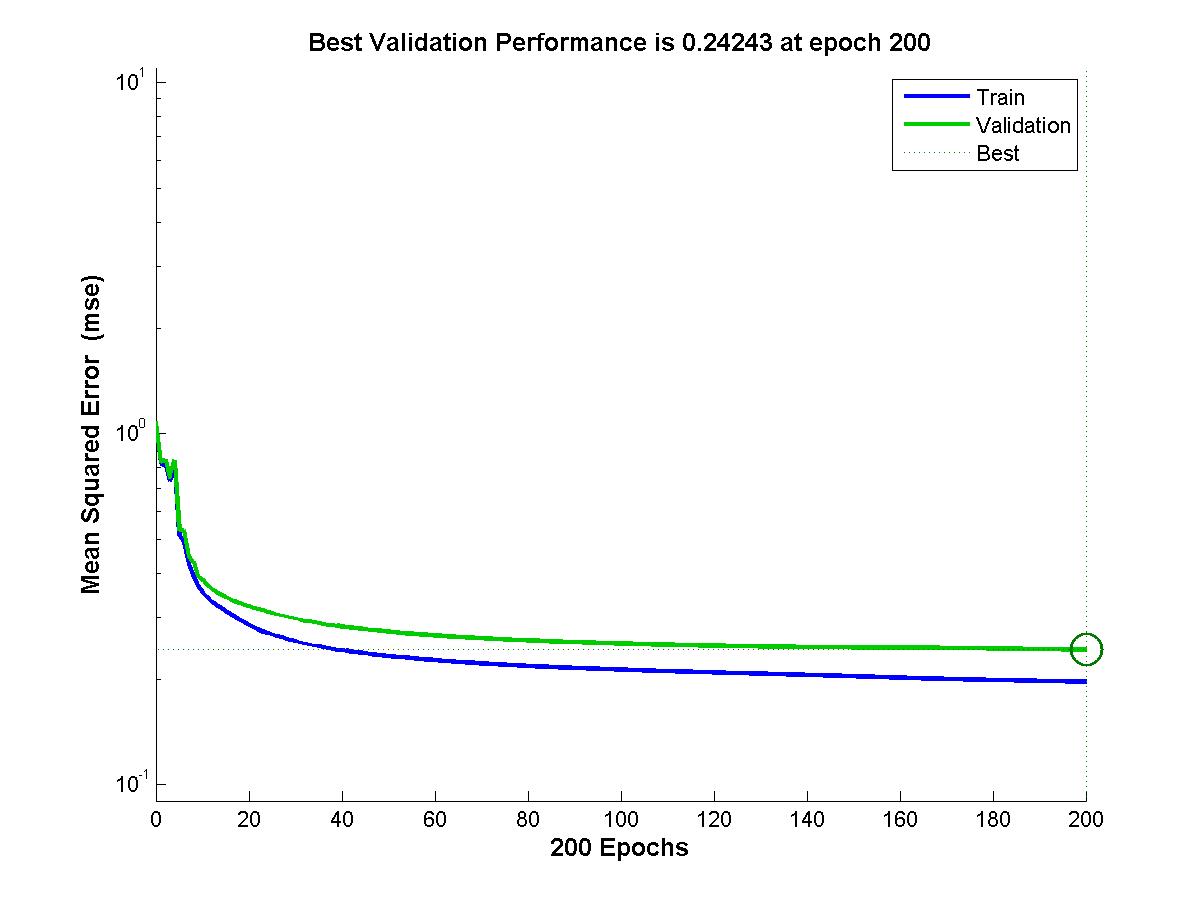 Best Validation Performance is 0.24243 at epoch 200
10^1
Train
Validation
Best
10^0
10^-1
Mean Squared Error (mse)
0 20 40 60 80 100 120 140 160 180 200
200 Epochs